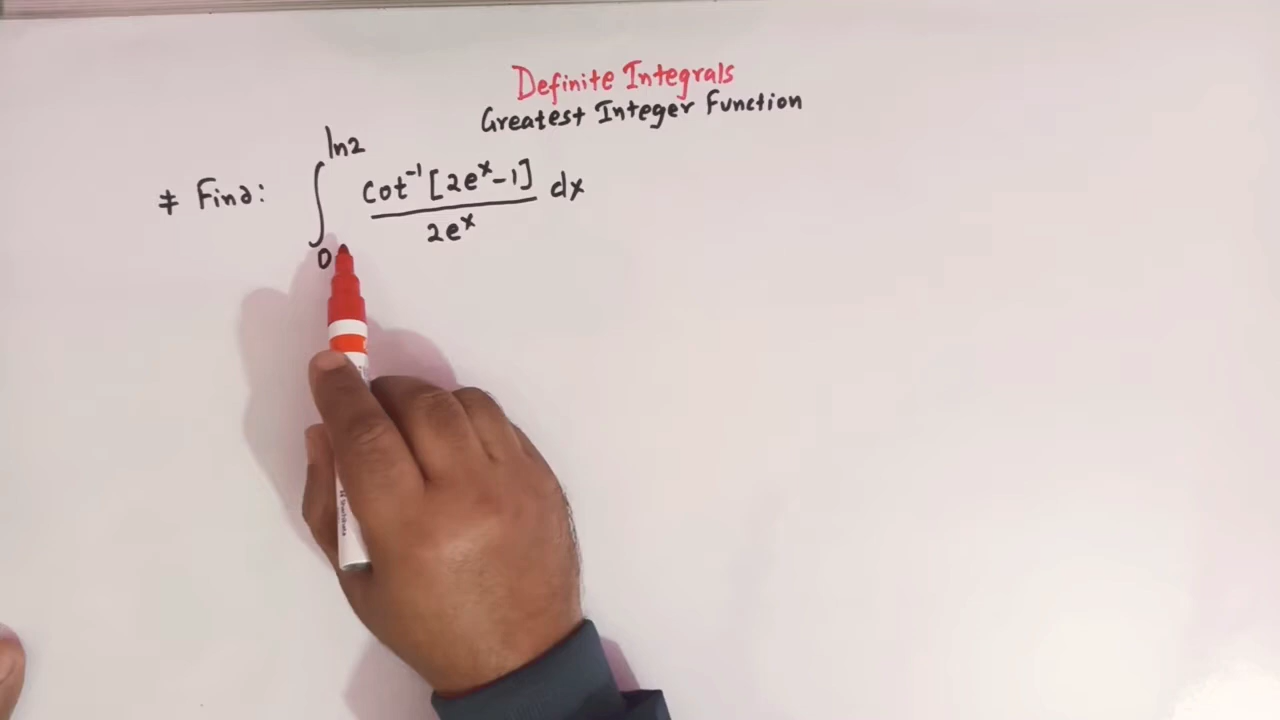 Definite Integrals
Greatest Integer Function
# Find: ∫₀^ln2 cot⁻¹[2eˣ-1] / 2eˣ dx